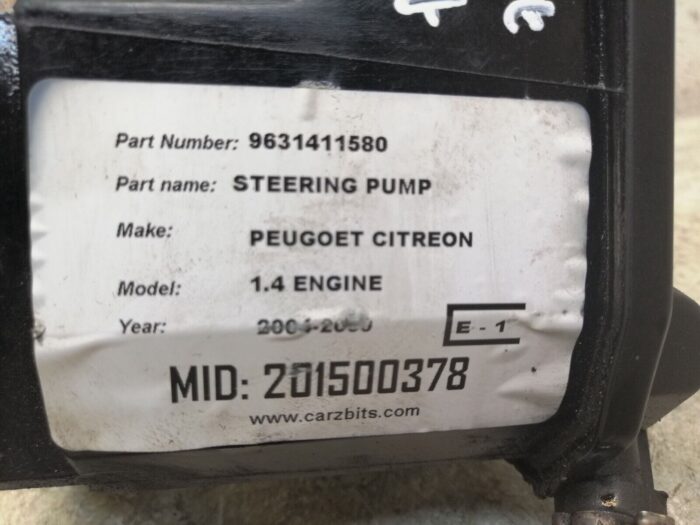 Part Number: 9631411580
Part name: STEERING PUMP
Make: PEUGOET CITREON
Model: 1.4 ENGINE
Year:
E - 1
MID: 201500378
www.carzbits.com